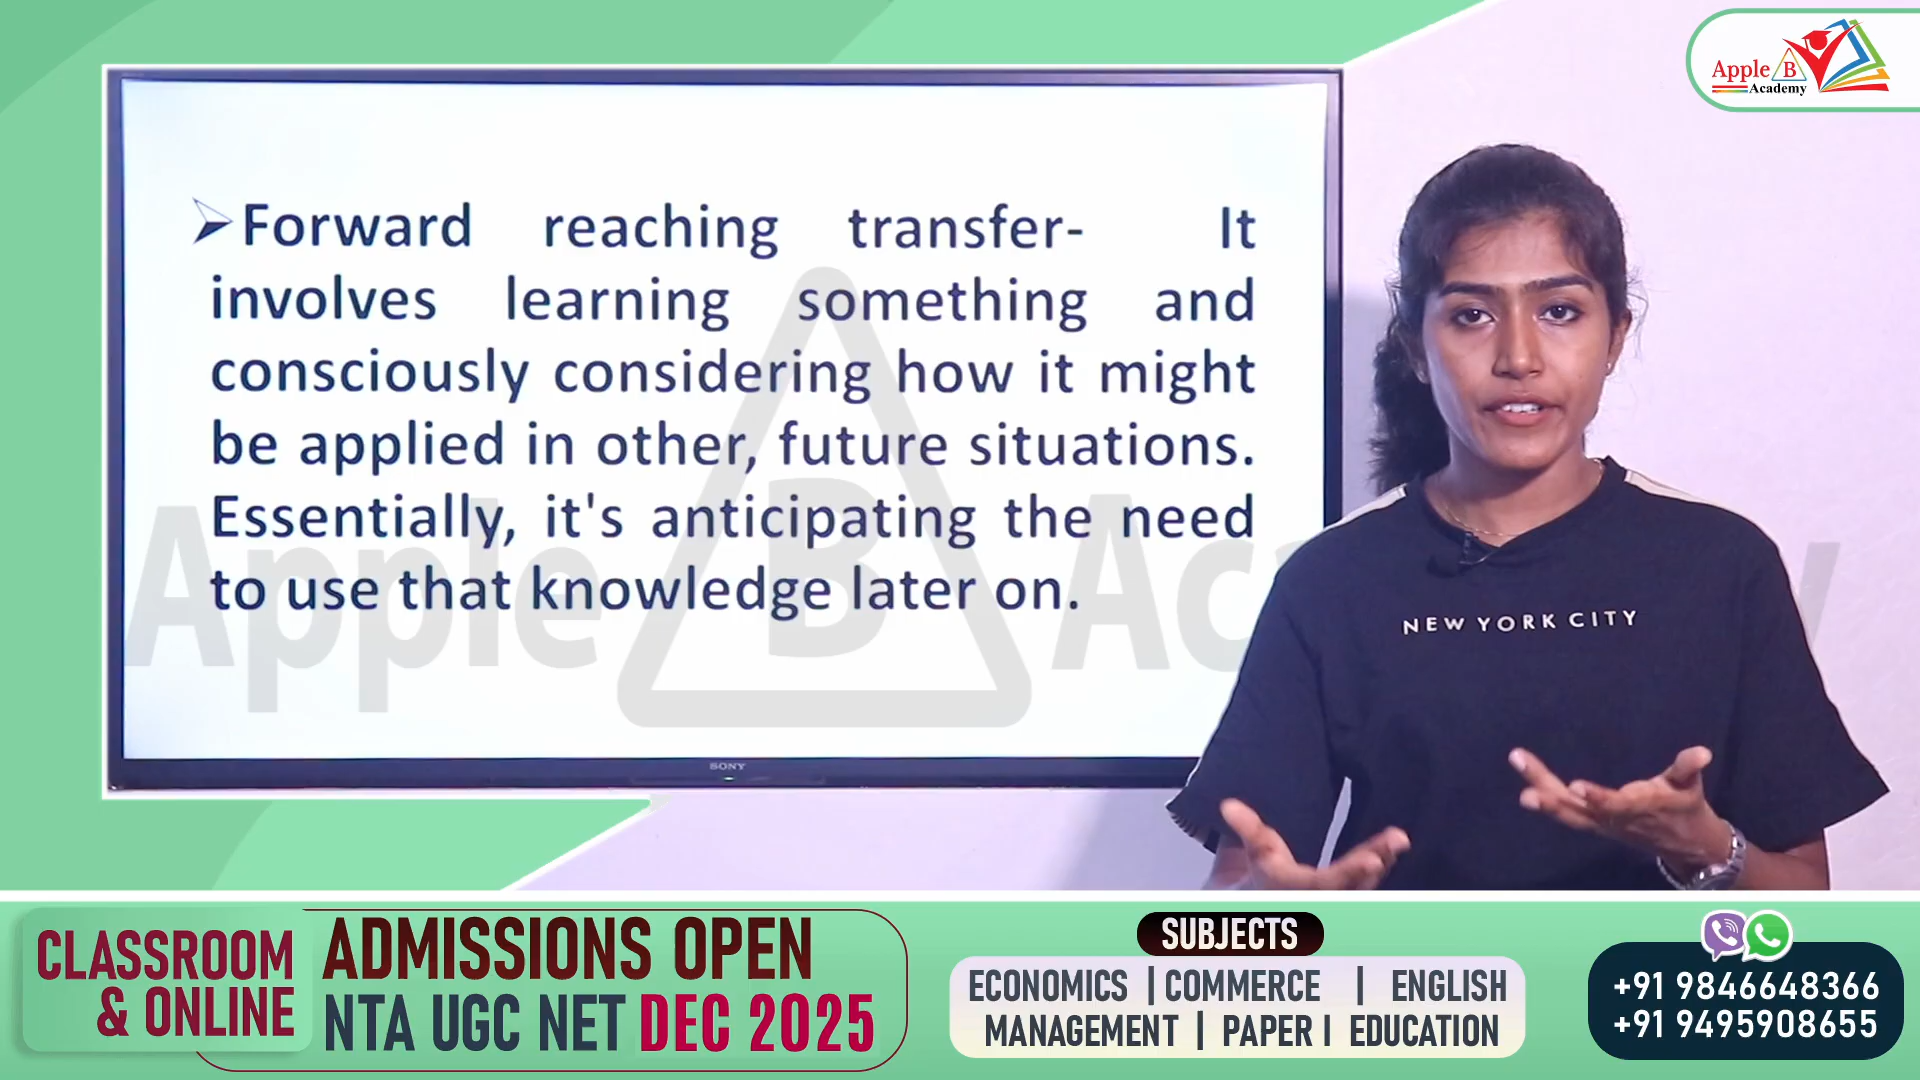 Apple B
Academy
➢Forward reaching transfer- It
involves learning something and
consciously considering how it might
be applied in other, future situations.
Essentially, it's anticipating the need
to use that knowledge later on.
Apple B Academy
SONY
NEW YORK CITY
CLASSROOM
& ONLINE
ADMISSIONS OPEN
NTA UGC NET DEC 2025
SUBJECTS
ECONOMICS | COMMERCE | ENGLISH
MANAGEMENT | PAPER I EDUCATION
+91 9846648366
+91 9495908655